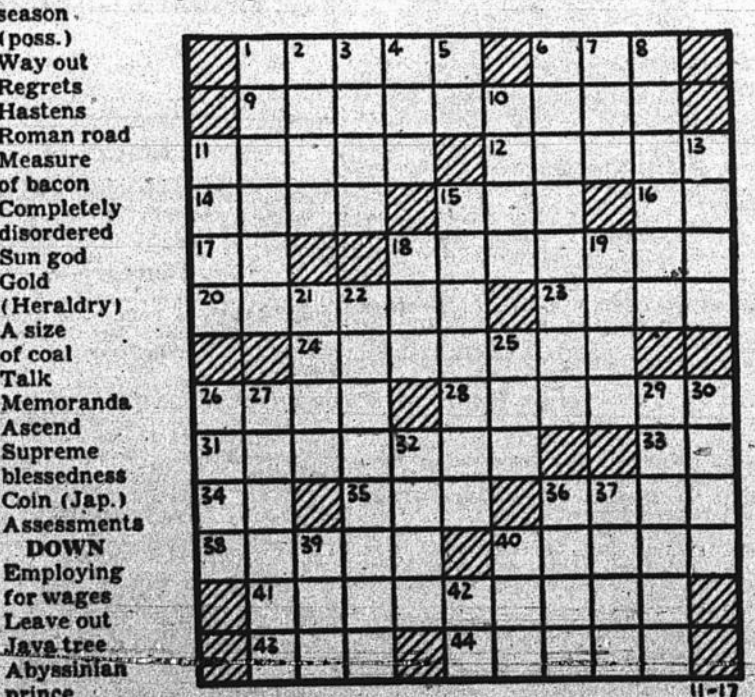 season
(poss.)
Way out
Regrets
Hastens
Roman road
Measure
of bacon
Completely
disordered
Sun god
Gold
(Heraldry)
A size
of coal
Talk
Memoranda
Ascend
Supreme
blessedness
Coin (Jap.)
Assessments
DOWN
Employing
for wages
Leave out
Java tree
Abyssinian
prince
1 2 3 4 5 6 7 8
9 10
11 12 13
14 15 16
17 18 19
20 21 22 23
24 25
26 27 28 29 30
31 32 33
34 35 36 37
38 39 40
41 42
43 44
11-17